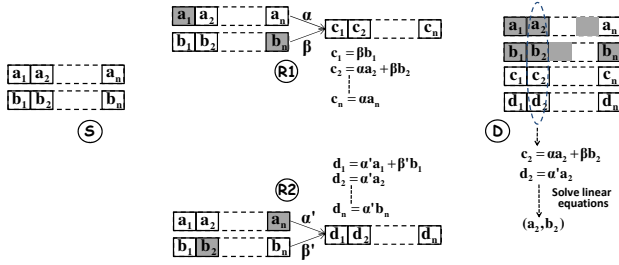 a1 a2 an
b1 b2 bn
S
a1 a2 an
b1 b2 bn
α
β
R1
c1 c2 cn
c1 = βb1
c2 = αa2 + βb2
cn = αan
R2
a1 a2 an
b1 b2 bn
α'
β'
d1 = α'a1 + β'b1
d2 = α'a2
dn = α'bn
d1 d2 dn
a1 a2 an
b1 b2 bn
c1 c2 cn
d1 d2 dn
D
c2 = αa2 + βb2
d2 = α'a2
Solve linear
equations
(a2,b2)